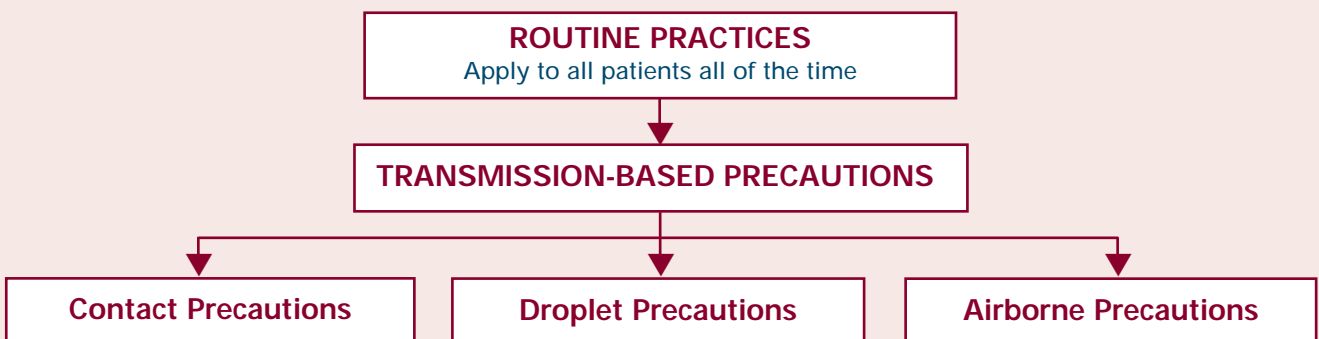 ROUTINE PRACTICES
Apply to all patients all of the time
TRANSMISSION-BASED PRECAUTIONS
Contact Precautions
Droplet Precautions
Airborne Precautions